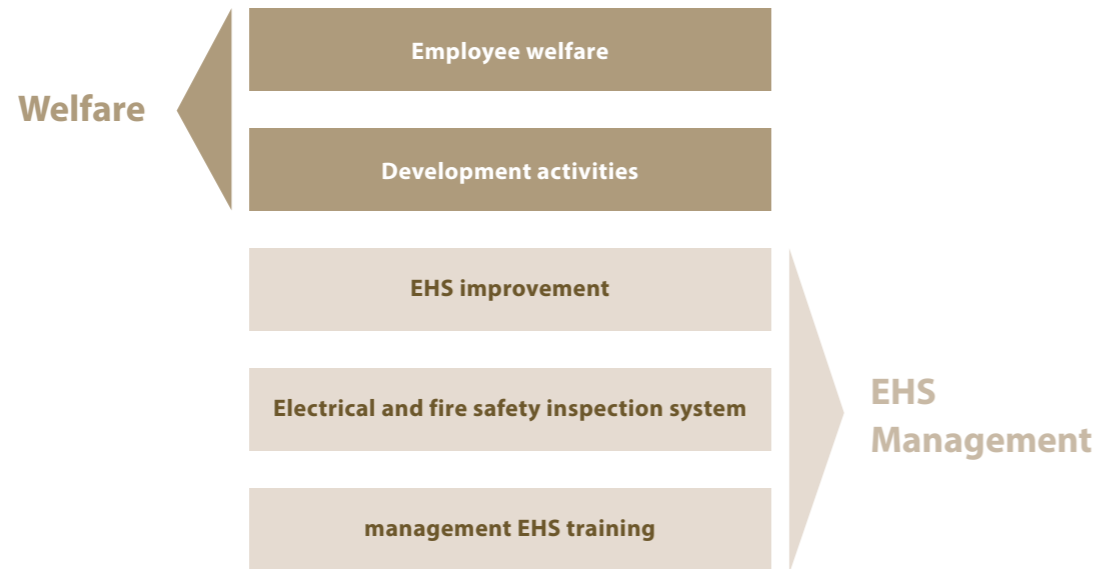 Employee welfare
Welfare
Development activities
EHS improvement
Electrical and fire safety inspection system
EHS
Management
management EHS training